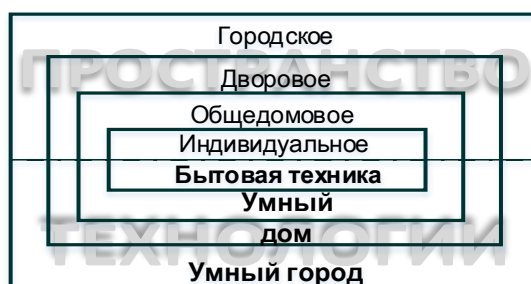 Городское
ПРОСТРАНСТВО
Дворовое
Общедомовое
Индивидуальное
Бытовая техника
Умный
дом
ТЕХНОЛОГИИ
Умный город